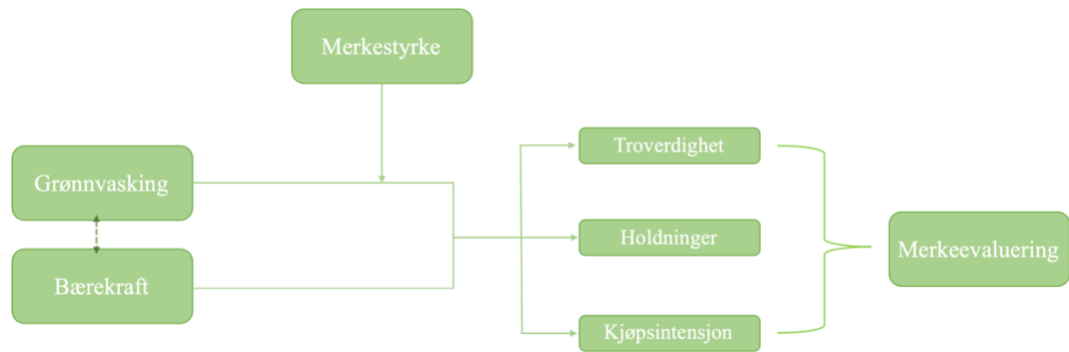 Merkestyrke
Grønnvasking
Bærekraft
Troverdighet
Holdninger
Kjøpsintensjon
Merkeevaluering